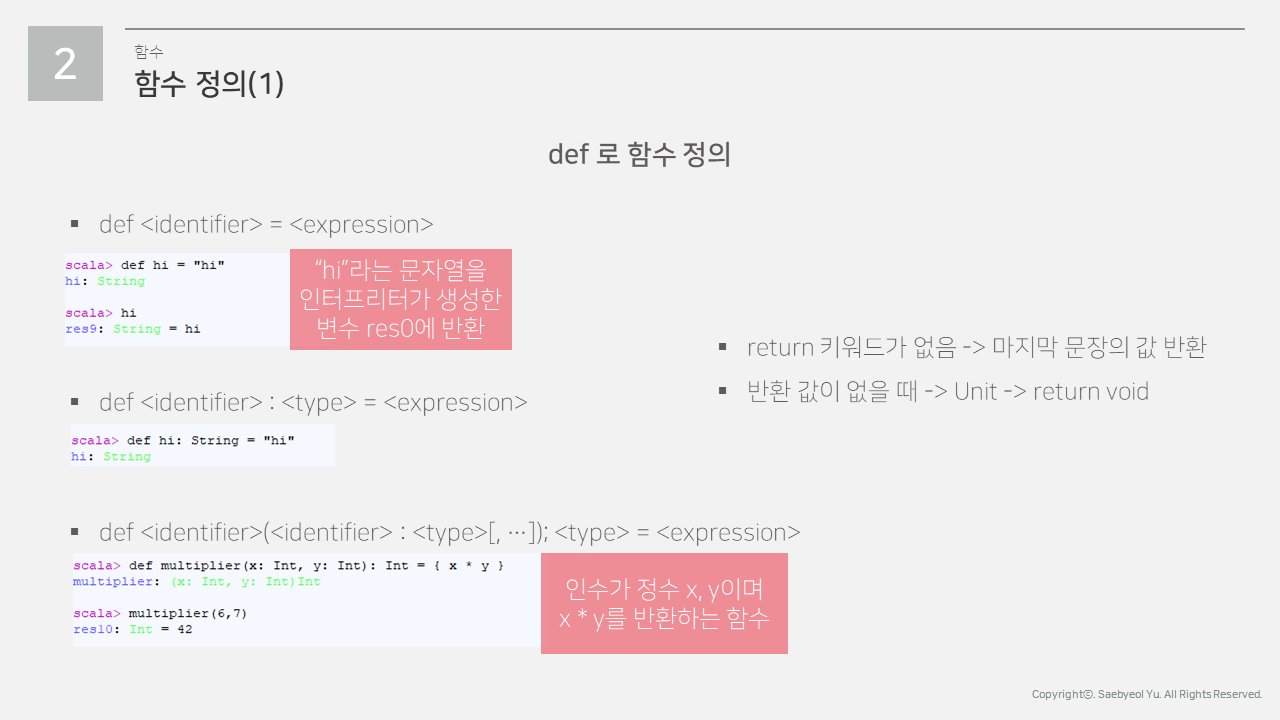 2
함수
함수 정의(1)
def 로 함수 정의
▪ def <identifier> = <expression>
scala> def hi = "hi"
hi: String
scala> hi
res9: String = hi
“hi”라는 문자열을
인터프리터가 생성한
변수 res0에 반환
▪ def <identifier> : <type> = <expression>
scala> def hi: String = "hi"
hi: String
▪ def <identifier>(<identifier> : <type>[, …]); <type> = <expression>
scala> def multiplier(x: Int, y: Int): Int = { x * y }
multiplier: (x: Int, y: Int)Int
scala> multiplier(6,7)
res10: Int = 42
인수가 정수 x, y이며
x * y를 반환하는 함수
▪ return 키워드가 없음 -> 마지막 문장의 값 반환
▪ 반환 값이 없을 때 -> Unit -> return void
Copyrightⓒ. Saebyeol Yu. All Rights Reserved.